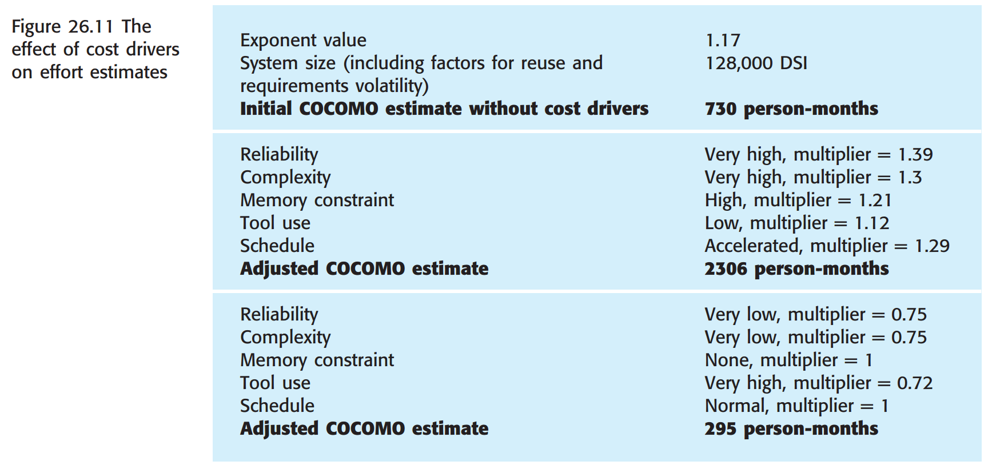 Figure 26.11 The
effect of cost drivers
on effort estimates
Exponent value 1.17
System size (including factors for reuse and 128,000 DSI
requirements volatility)
Initial COCOMO estimate without cost drivers 730 person-months
Reliability Very high, multiplier = 1.39
Complexity Very high, multiplier = 1.3
Memory constraint High, multiplier = 1.21
Tool use Low, multiplier = 1.12
Schedule Accelerated, multiplier = 1.29
Adjusted COCOMO estimate 2306 person-months
Reliability Very low, multiplier = 0.75
Complexity Very low, multiplier = 0.75
Memory constraint None, multiplier = 1
Tool use Very high, multiplier = 0.72
Schedule Normal, multiplier = 1
Adjusted COCOMO estimate 295 person-months